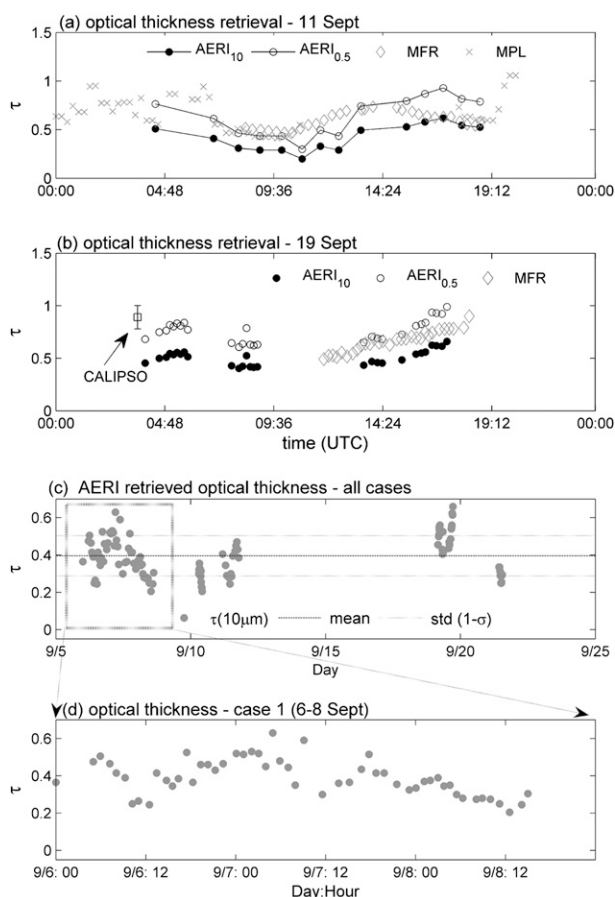 (a) optical thickness retrieval - 11 Sept
AERI10 AERI0.5 MFR MPL
1.5
1
0.5
0
τ
00:00 04:48 09:36 14:24 19:12 00:00
(b) optical thickness retrieval - 19 Sept
AERI10 AERI0.5 MFR
1.5
1
0.5
0
τ
CALIPSO
00:00 04:48 09:36 14:24 19:12 00:00
time (UTC)
(c) AERI retrieved optical thickness - all cases
0.6
0.4
0.2
0
τ
τ(10μm) mean std (1-σ)
9/5 9/10 9/15 9/20 9/25
Day
(d) optical thickness - case 1 (6-8 Sept)
0.6
0.4
0.2
0
τ
9/6: 00 9/6: 12 9/7: 00 9/7: 12 9/8: 00 9/8: 12
Day:Hour